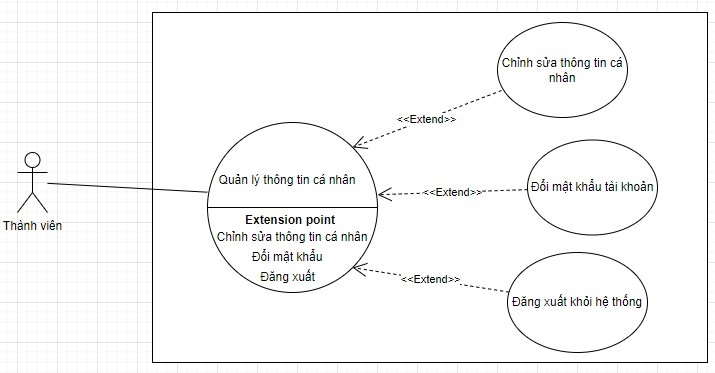 Chỉnh sửa thông tin cá
nhân
<<Extend>>
Quản lý thông tin cá nhân
<<Extend>>
Đổi mật khẩu tài khoản
Extension point
Chỉnh sửa thông tin cá nhân
Đổi mật khẩu
Đăng xuất
Thành viên
<<Extend>>
Đăng xuất khỏi hệ thống